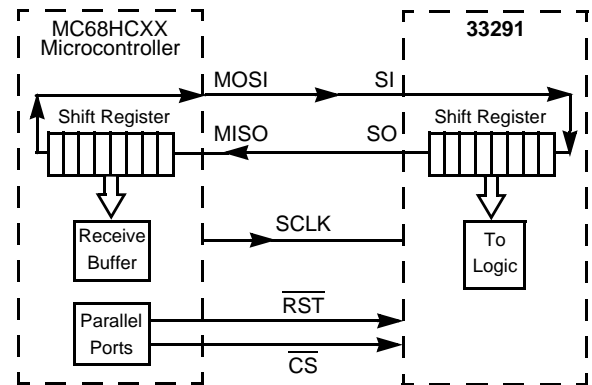 MC68HCXX
Microcontroller
33291
MOSI
SI
Shift Register
Shift Register
MISO
SO
Receive
Buffer
SCLK
To
Logic
Parallel
Ports
RST
CS